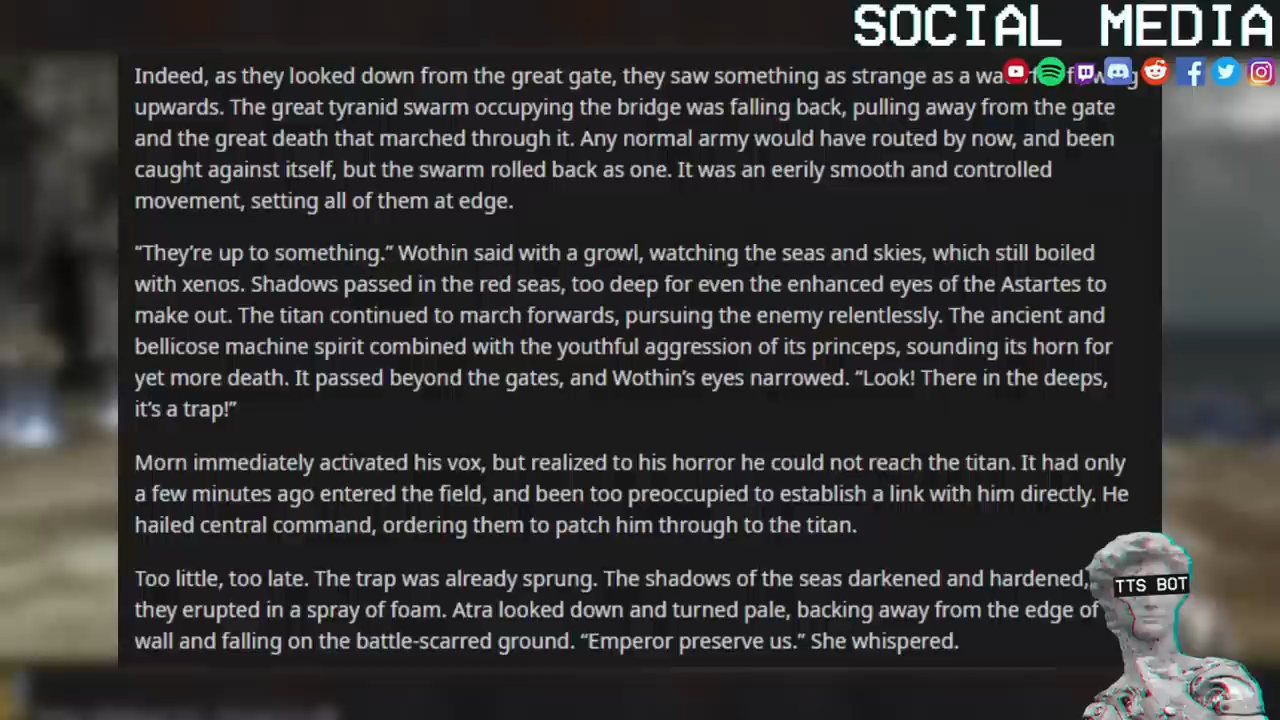 SOCIAL MEDIA
Indeed, as they looked down from the great gate, they saw something as strange as a
upwards. The great tyranid swarm occupying the bridge was falling back, pulling away from the gate
and the great death that marched through it. Any normal army would have routed by now, and been
caught against itself, but the swarm rolled back as one. It was an eerily smooth and controlled
movement, setting all of them at edge.
“They’re up to something.” Wothin said with a growl, watching the seas and skies, which still boiled
with xenos. Shadows passed in the red seas, too deep for even the enhanced eyes of the Astartes to
make out. The titan continued to march forwards, pursuing the enemy relentlessly. The ancient and
bellicose machine spirit combined with the youthful aggression of its princeps, sounding its horn for
yet more death. It passed beyond the gates, and Wothin’s eyes narrowed. “Look! There in the deeps,
it’s a trap!”
Morn immediately activated his vox, but realized to his horror he could not reach the titan. It had only
a few minutes ago entered the field, and been too preoccupied to establish a link with him directly. He
hailed central command, ordering them to patch him through to the titan.
Too little, too late. The trap was already sprung. The shadows of the seas darkened and hardened,
they erupted in a spray of foam. Atra looked down and turned pale, backing away from the edge of
wall and falling on the battle-scarred ground. “Emperor preserve us.” She whispered.
TTS BOT